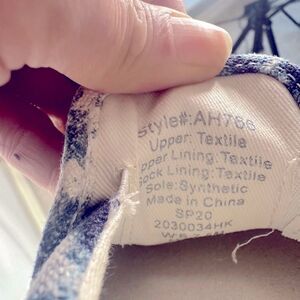 Style#:AH766
Upper: Textile
pper Lining: Textile
ock Lining: Textile
Sole: Synthetic
Made in China
SP20
2030034HK